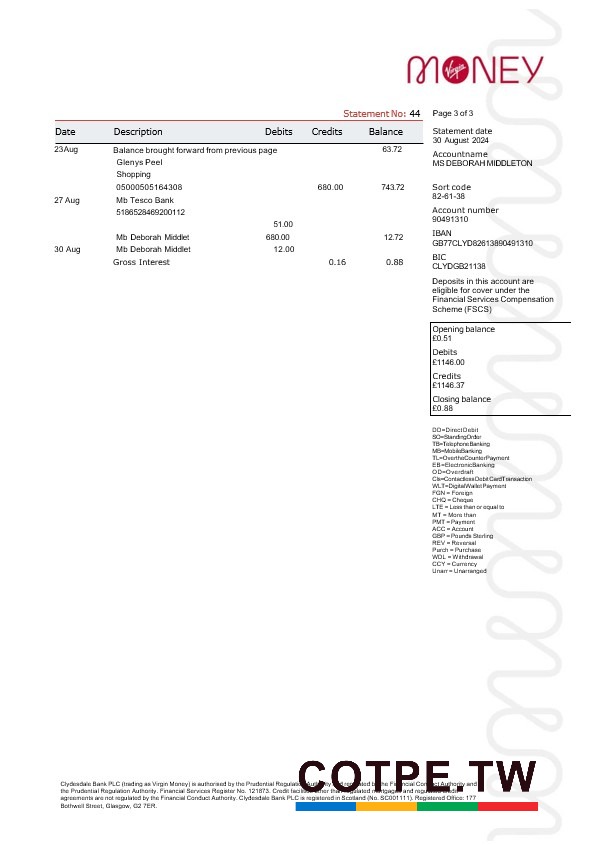 MONEY
Virgin
Statement No: 44
Page 3 of 3
Date Description Debits Credits Balance
23Aug Balance brought forward from previous page 63.72
Glenys Peel
Shopping
05000505164308 680.00 743.72
27 Aug Mb Tesco Bank
5186528469200112
51.00
Mb Deborah Middlet 680.00 12.72
30 Aug Mb Deborah Middlet 12.00
Gross Interest 0.16 0.88
Statement date
30 August 2024
Accountname
MS DEBORAH MIDDLETON
Sort code
82-61-38
Account number
90491310
IBAN
GB77CLYD82613890491310
BIC
CLYDGB21138
Deposits in this account are
eligible for cover under the
Financial Services Compensation
Scheme (FSCS)
Opening balance
£0.51
Debits
£1146.00
Credits
£1146.37
Closing balance
£0.88
DD=Direct Debit
SO=StandingOrder
TB=TelephoneBanking
MB=MobileBanking
TL=OvertheCounterPayment
EB=ElectronicBanking
OD=Overdraft
Cls=ContactlessDebitCardTransaction
WLT=DigitalWalletPayment
FGN = Foreign
CHQ = Cheque
LTE = Less than or equal to
MT = More than
PMT = Payment
ACC = Account
GBP = Pounds Sterling
REV = Reversal
Purch = Purchase
WDL = Withdrawal
CCY = Currency
Unarr = Unarranged
COTPE.TW
Clydesdale Bank PLC (trading as Virgin Money) is authorised by the Prudential Regulation Authority and regulated by the Financial Conduct Authority and
the Prudential Regulation Authority. Financial Services Register No. 121873. Credit facilities other than regulated mortgages and regulated credit
agreements are not regulated by the Financial Conduct Authority. Clydesdale Bank PLC is registered in Scotland (No. SC001111). Registered Office: 177
Bothwell Street, Glasgow, G2 7ER.